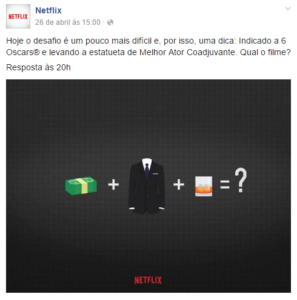 NETFLIX
Netflix
26 de abril às 15:00 ·
Hoje o desafio é um pouco mais difícil e, por isso, uma dica: Indicado a 6
Oscars® e levando a estatueta de Melhor Ator Coadjuvante. Qual o filme?
Resposta às 20h
+ + = ?
NETFLIX